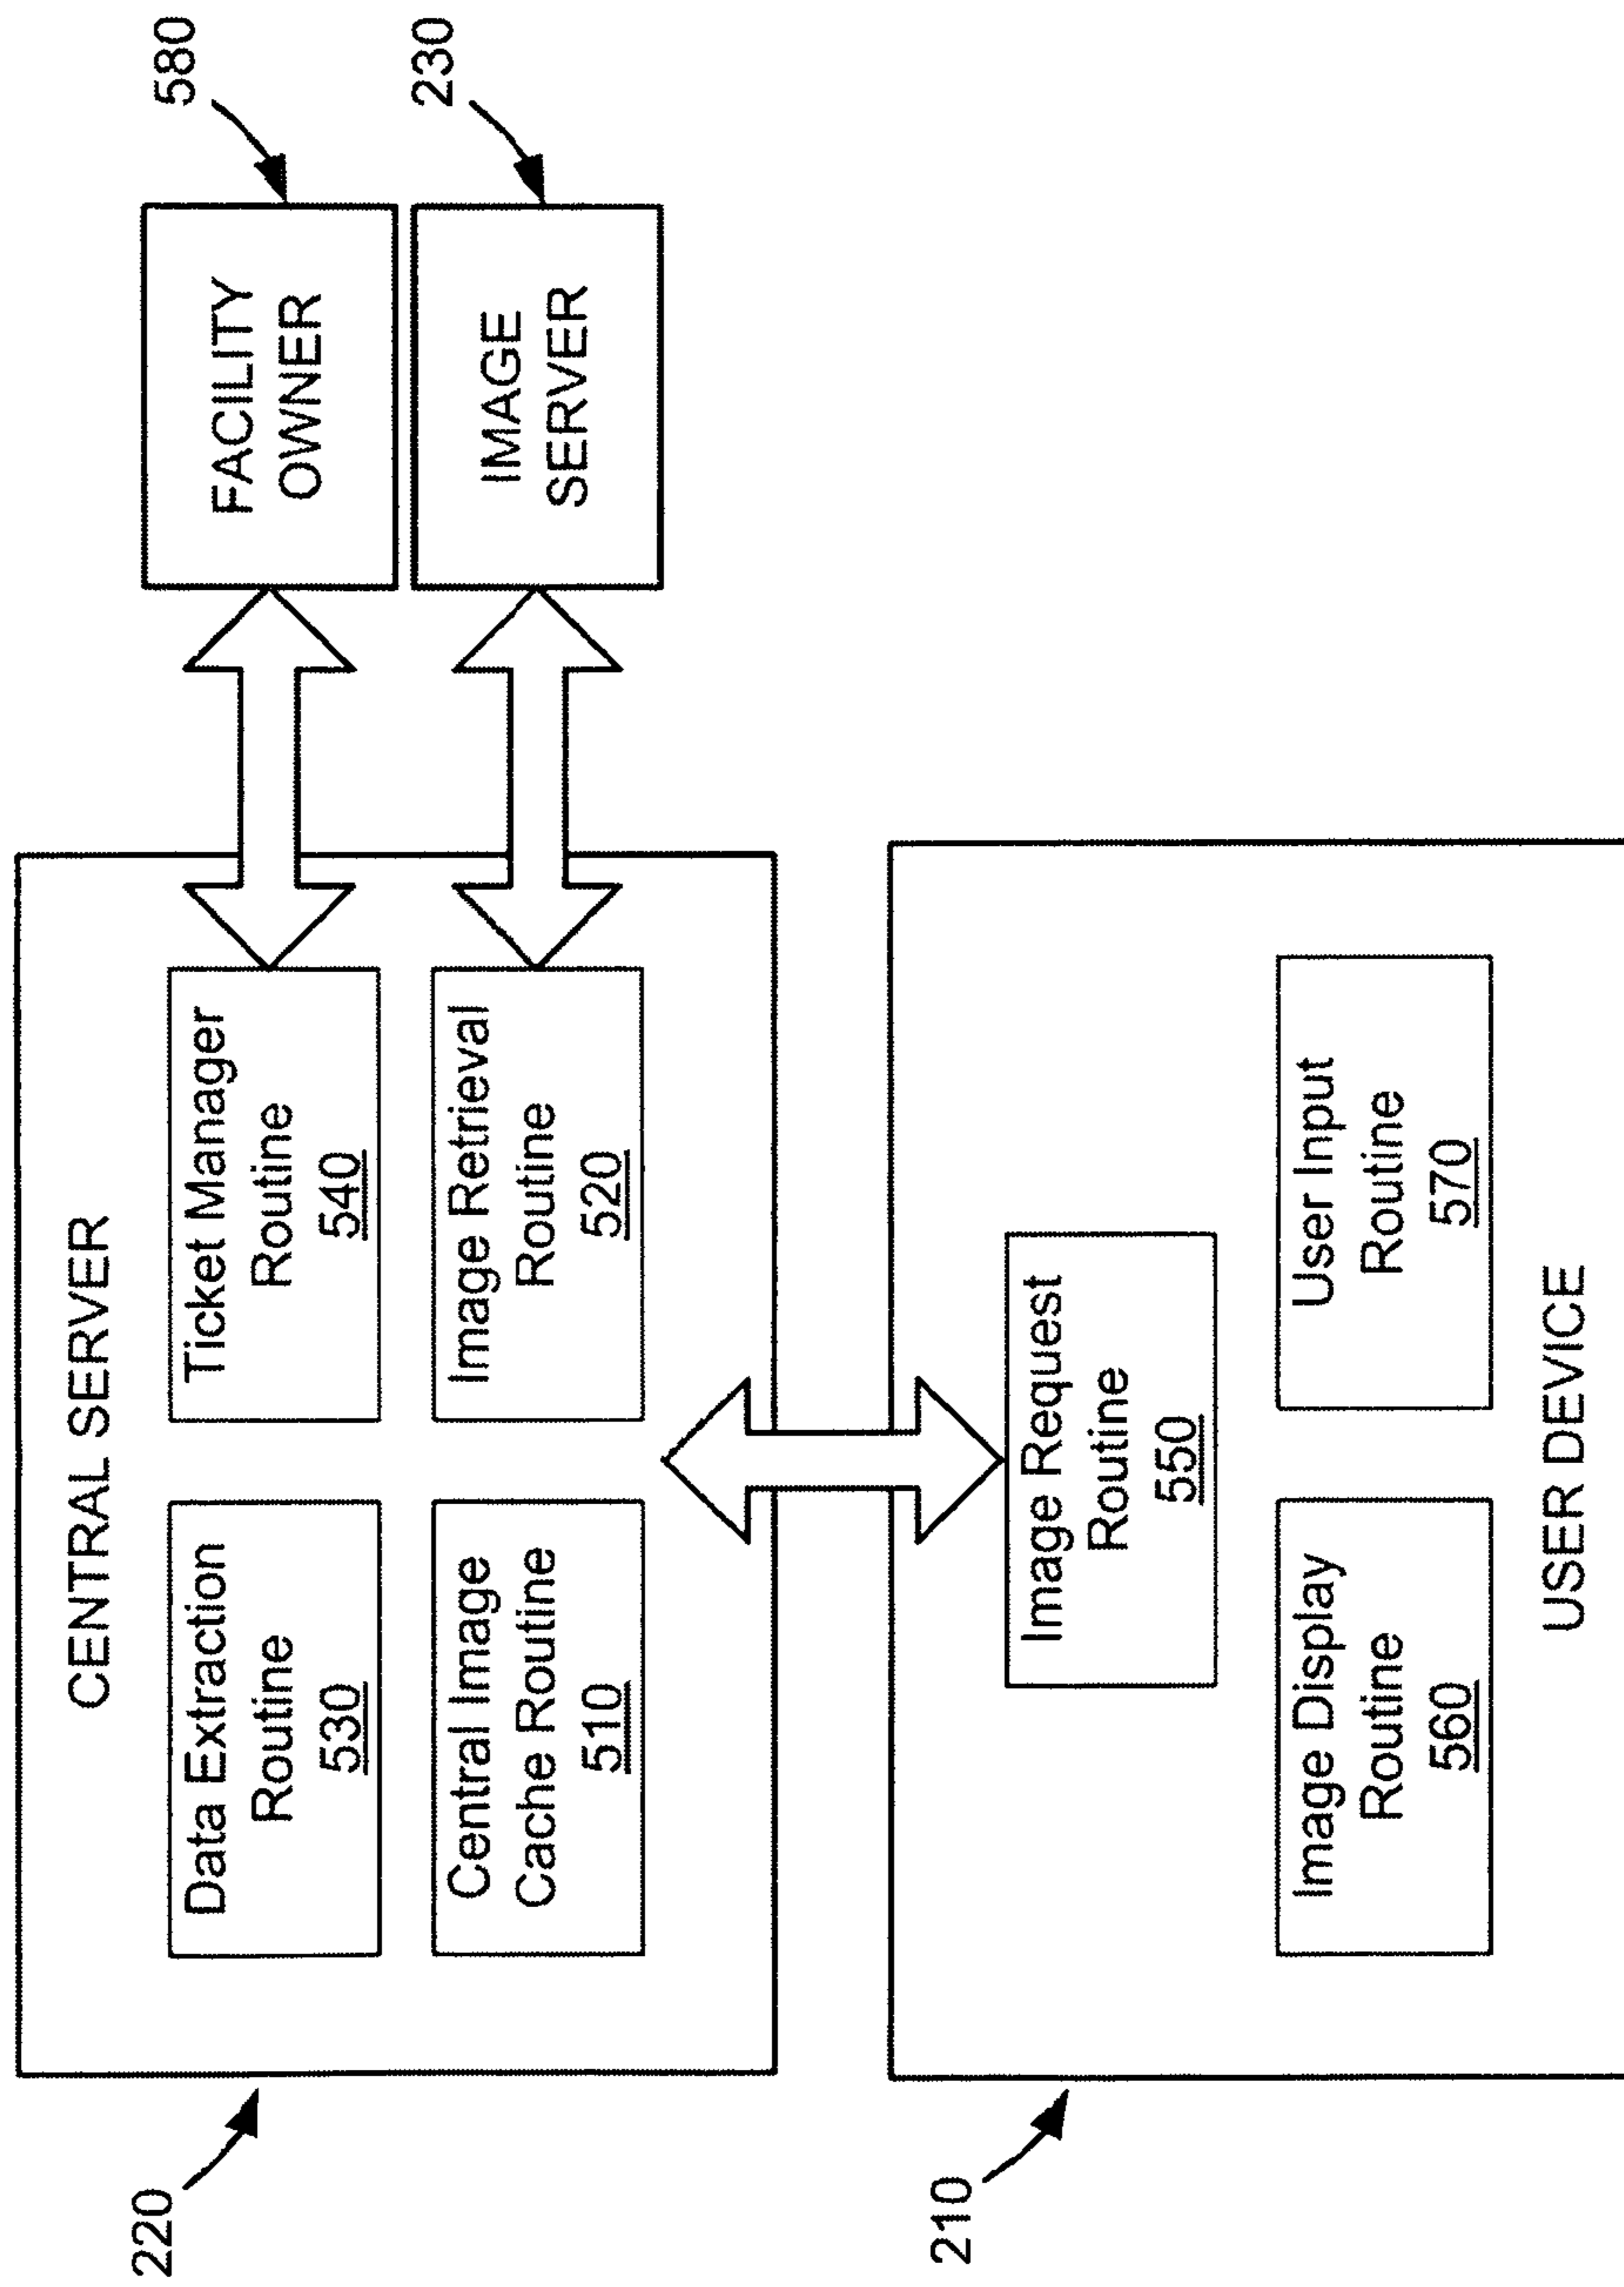 220
CENTRAL SERVER
Data Extraction
Routine
530
Ticket Manager
Routine
540
Central Image
Cache Routine
510
Image Retrieval
Routine
520
FACILITY
OWNER
580
IMAGE
SERVER
230
210
Image Request
Routine
550
Image Display
Routine
560
User Input
Routine
570
USER DEVICE